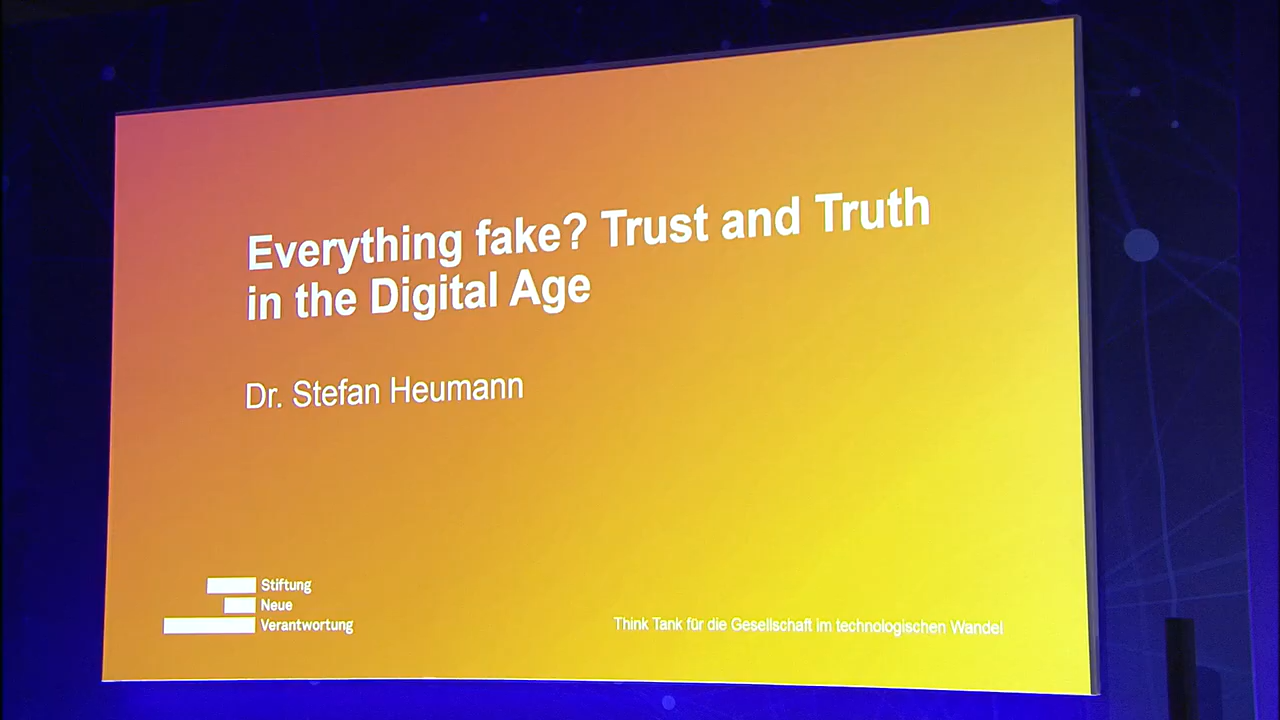 Everything fake? Trust and Truth
in the Digital Age
Dr. Stefan Heumann
Stiftung
Neue
Verantwortung
Think Tank für die Gesellschaft im technologischen Wandel